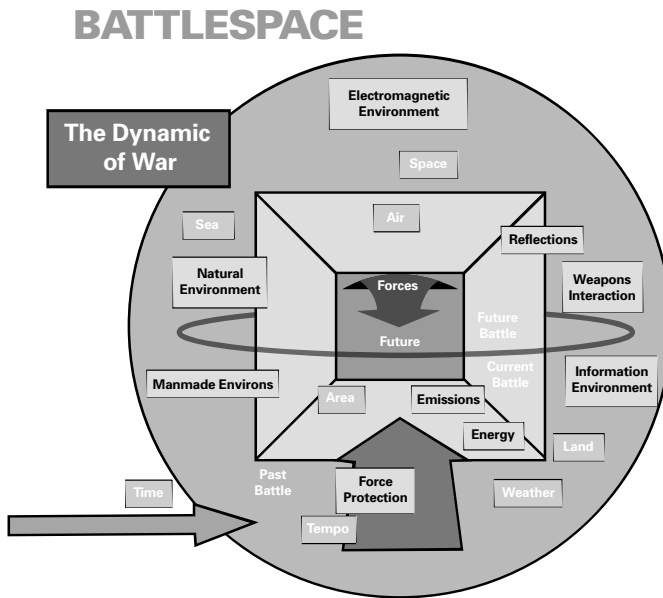 BATTLESPACE
Electromagnetic
Environment
The Dynamic
of War
Space
Sea
Air
Reflections
Natural
Environment
Weapons
Interaction
Forces
Future
Future
Battle
Current
Battle
Information
Environment
Manmade Environs
Area
Emissions
Energy
Land
Past
Battle
Force
Protection
Time
Weather
Tempo